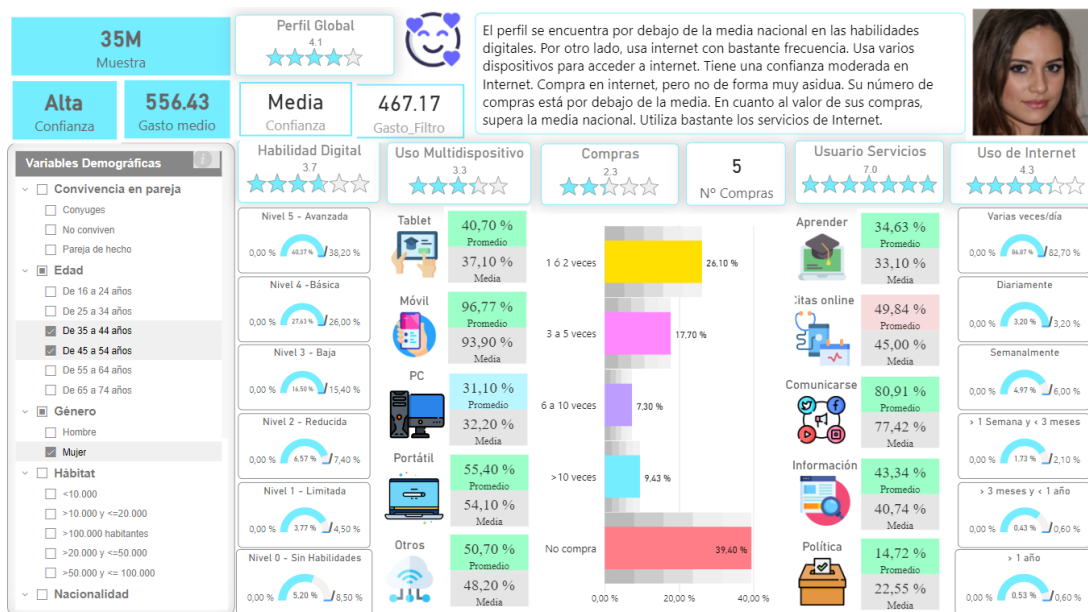 35M
Muestra
Perfil Global
4.1
El perfil se encuentra por debajo de la media nacional en las habilidades
digitales. Por otro lado, usa internet con bastante frecuencia. Usa varios
dispositivos para acceder a internet. Tiene una confianza moderada en
Internet. Compra en internet, pero no de forma muy asidua. Su número de
compras está por debajo de la media. En cuanto al valor de sus compras,
supera la media nacional. Utiliza bastante los servicios de Internet.
Alta
Confianza
556.43
Gasto medio
Media
Confianza
467.17
Gasto_Filtro
Variables Demográficas
Convivencia en pareja
Conyuges
No conviven
Pareja de hecho
Edad
De 16 a 24 años
De 25 a 34 años
De 35 a 44 años
De 45 a 54 años
De 55 a 64 años
De 65 a 74 años
Género
Hombre
Mujer
Hábitat
<10.000
>10.000 y <=20.000
>100.000 habitantes
>20.000 y <=50.000
>50.000 y <= 100.000
Nacionalidad
Habilidad Digital
3.7
Nivel 5 - Avanzada
0,00 % 40,37 % 38,20 %
Nivel 4 -Básica
0,00 % 27,63 % 26,00 %
Nivel 3 - Baja
0,00 % 16,50 % 15,40 %
Nivel 2 - Reducida
0,00 % 6,57 % 7,40 %
Nivel 1 - Limitada
0,00 % 3,77 % 4,50 %
Nivel 0 - Sin Habilidades
0,00 % 5,20 % 8,50 %
Uso Multidispositivo
3.3
Tablet
40,70 %
Promedio
37,10 %
Media
Móvil
96,77 %
Promedio
93,90 %
Media
PC
31,10 %
Promedio
32,20 %
Media
Portátil
55,40 %
Promedio
54,10 %
Media
Otros
50,70 %
Promedio
48,20 %
Media
Compras
2.3
5
Nº Compras
1 ó 2 veces 26,10 %
3 a 5 veces 17,70 %
6 a 10 veces 7,30 %
>10 veces 9,43 %
No compra 39,40 %
0,00 % 20,00 % 40,00 %
Usuario Servicios
7.0
Aprender
34,63 %
Promedio
33,10 %
Media
Citas online
49,84 %
Promedio
45,00 %
Media
Comunicarse
80,91 %
Promedio
77,42 %
Media
Información
43,34 %
Promedio
40,74 %
Media
Política
14,72 %
Promedio
22,55 %
Media
Uso de Internet
4.3
Varias veces/día
0,00 % 86,87 % 82,70 %
Diariamente
0,00 % 3,20 % 3,20 %
Semanalmente
0,00 % 4,97 % 6,00 %
> 1 Semana y < 3 meses
0,00 % 1,73 % 2,10 %
> 3 meses y < 1 año
0,00 % 0,43 % 0,60 %
> 1 año
0,00 % 0,53 % 0,60 %